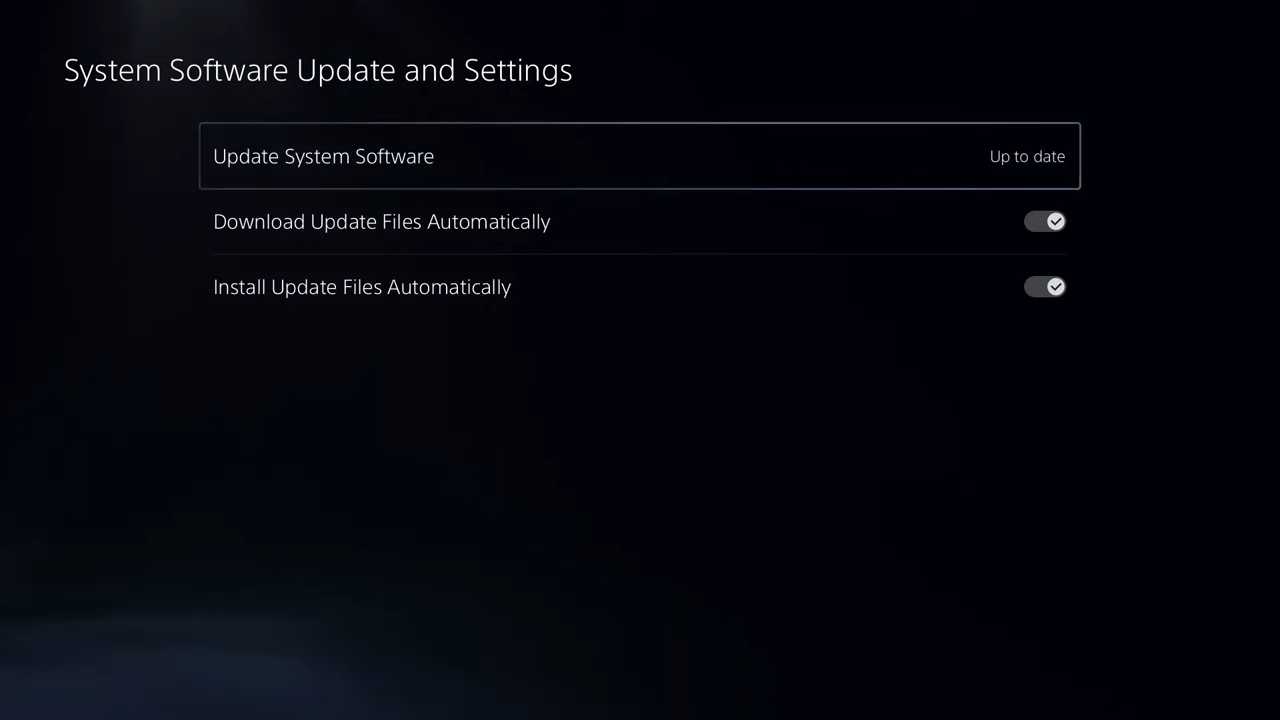 System Software Update and Settings
Update System Software Up to date
Download Update Files Automatically
Install Update Files Automatically